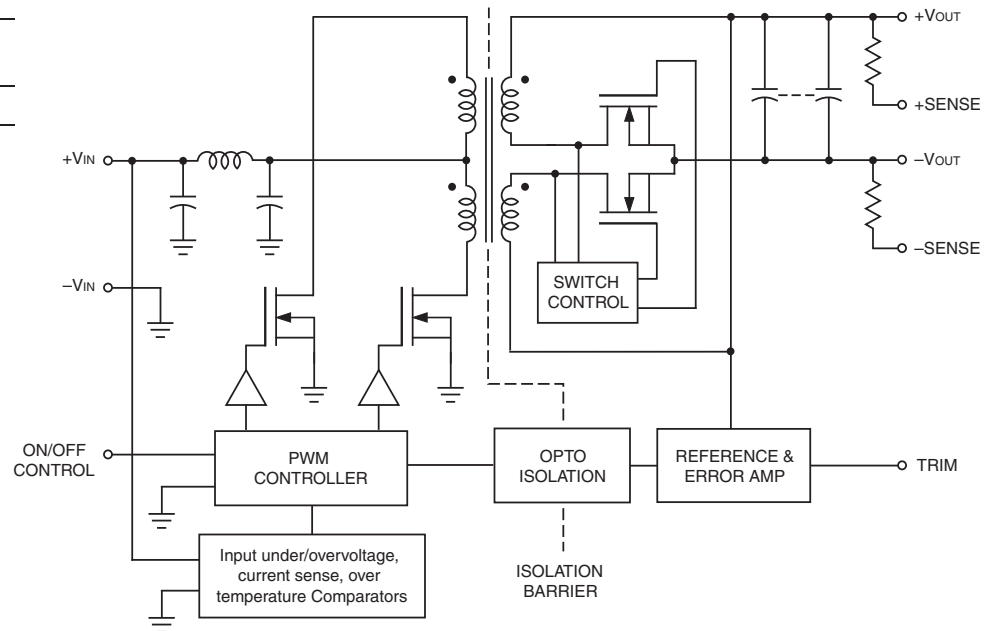 +VOUT
+SENSE
+VIN
–VOUT
–SENSE
–VIN
SWITCH
CONTROL
ON/OFF
CONTROL
PWM
CONTROLLER
OPTO
ISOLATION
REFERENCE &
ERROR AMP
TRIM
Input under/overvoltage,
current sense, over
temperature Comparators
ISOLATION
BARRIER